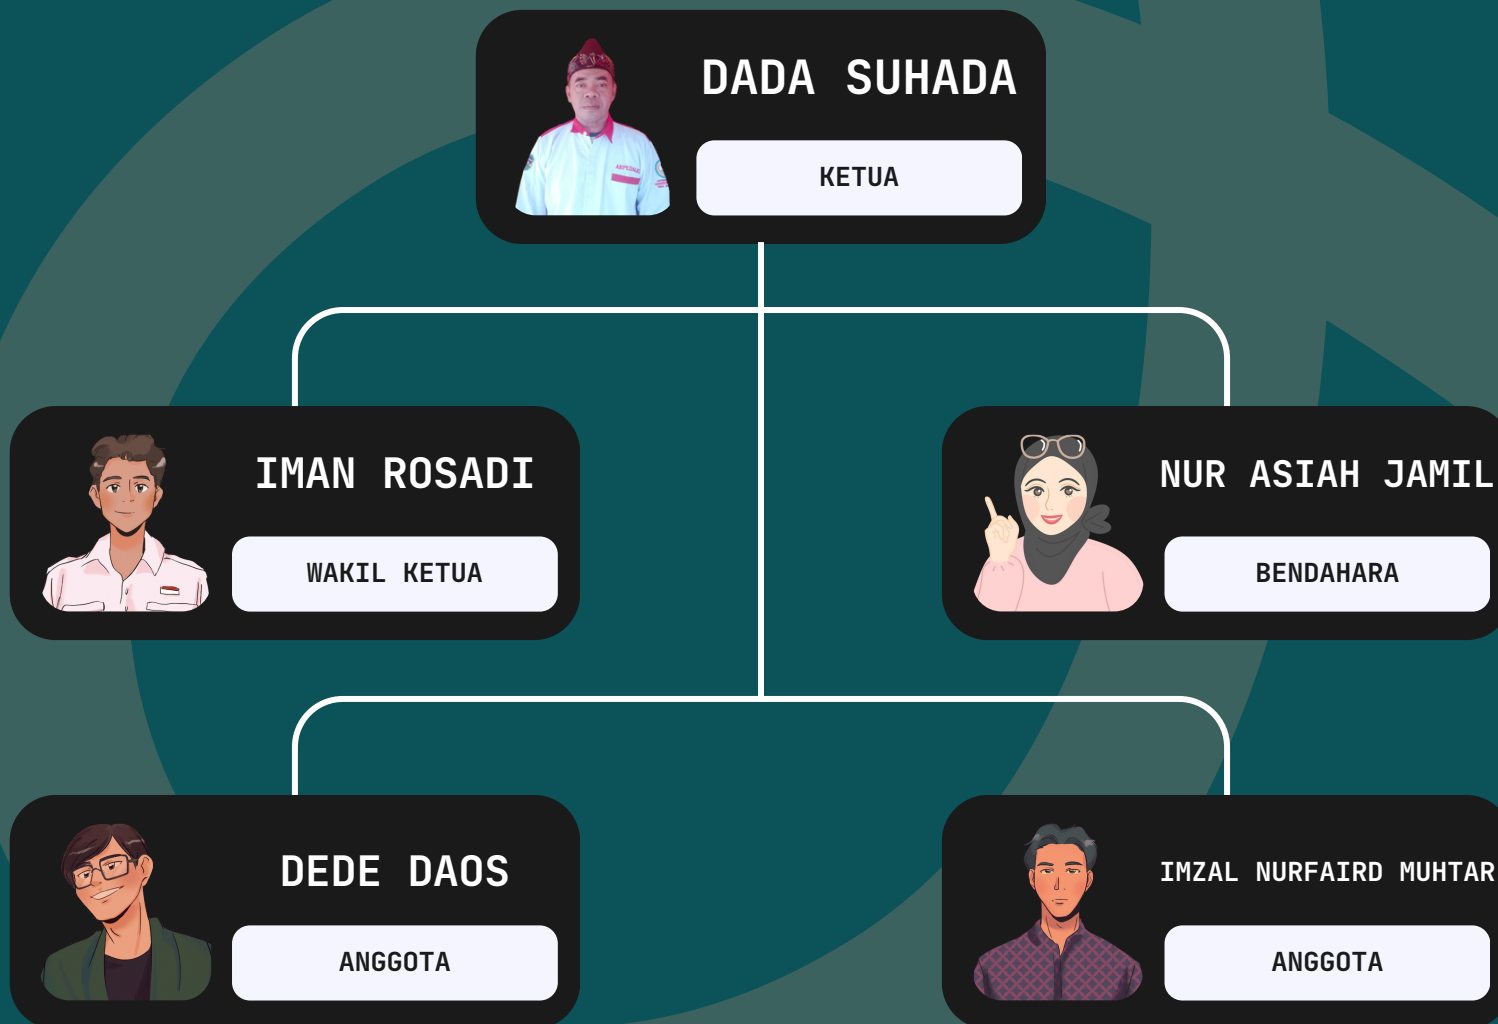 DADA SUHADA
KETUA
IMAN ROSADI
WAKIL KETUA
NUR ASIAH JAMIL
BENDAHARA
DEDE DAOS
ANGGOTA
IMZAL NURFAIRD MUHTAR
ANGGOTA